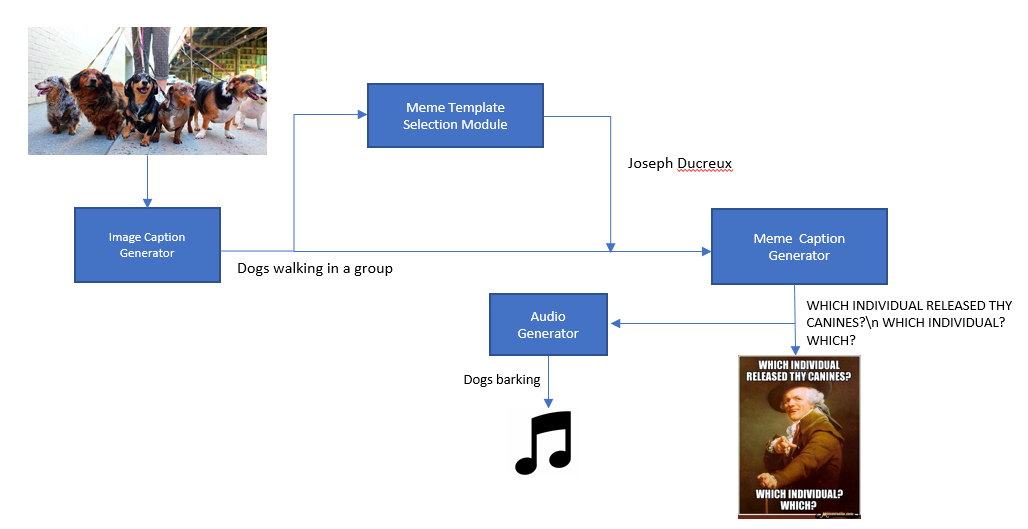 Meme Template
Selection Module
Joseph Ducreux
Image Caption
Generator
Dogs walking in a group
Meme Caption
Generator
Audio
Generator
WHICH INDIVIDUAL RELEASED THY
CANINES?\n WHICH INDIVIDUAL?
WHICH?
Dogs barking
WHICH INDIVIDUAL
RELEASED THY CANINES?
WHICH INDIVIDUAL?
WHICH?